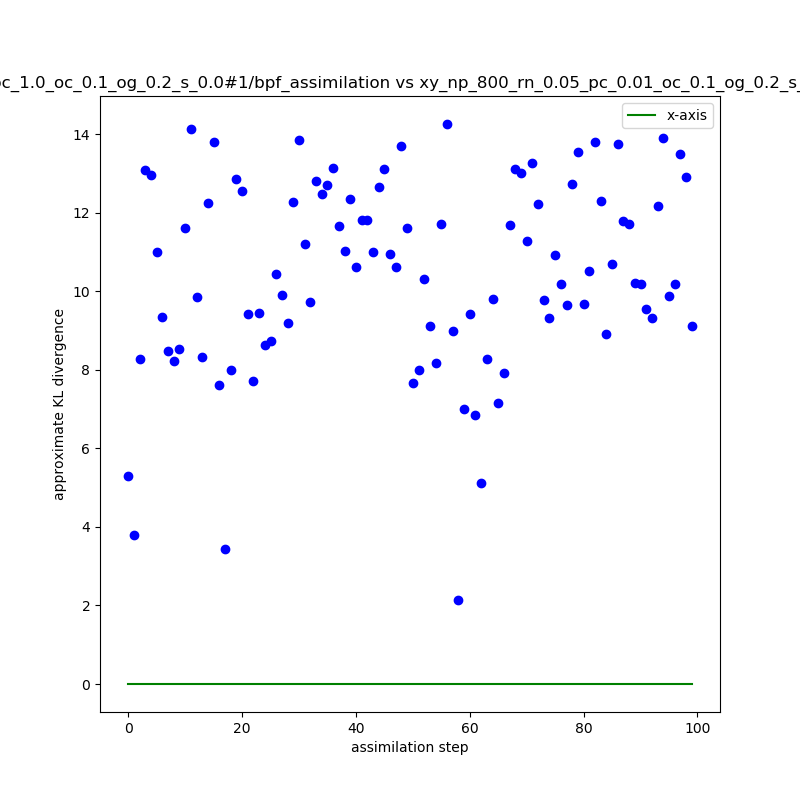 oc_1.0_oc_0.1_og_0.2_s_0.0#1/bpf_assimilation vs xy_np_800_rn_0.05_pc_0.01_oc_0.1_og_0.2_s_
x-axis
14
12
10
8
6
4
2
0
approximate KL divergence
0 20 40 60 80 100
assimilation step